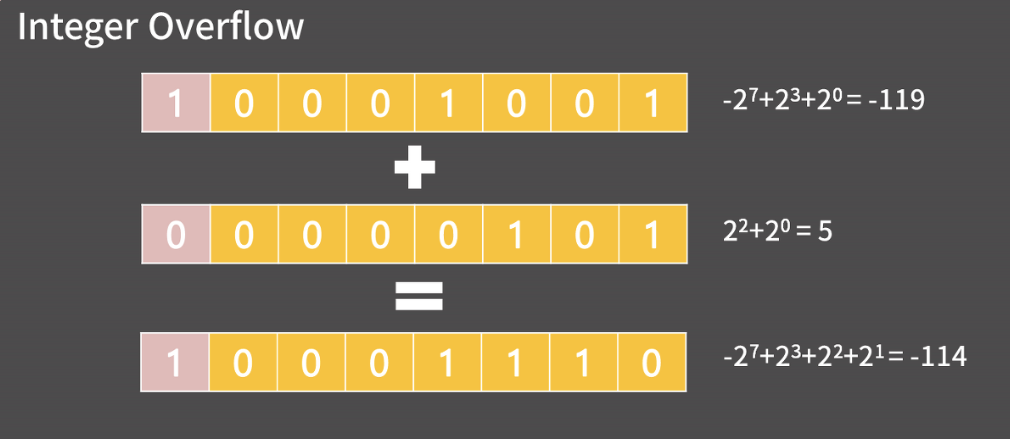 Integer Overflow
1 0 0 0 1 0 0 1 -2⁷+2³+2⁰= -119
+
0 0 0 0 0 1 0 1 2²+2⁰ = 5
=
1 0 0 0 1 1 1 0 -2⁷+2³+2²+2¹= -114